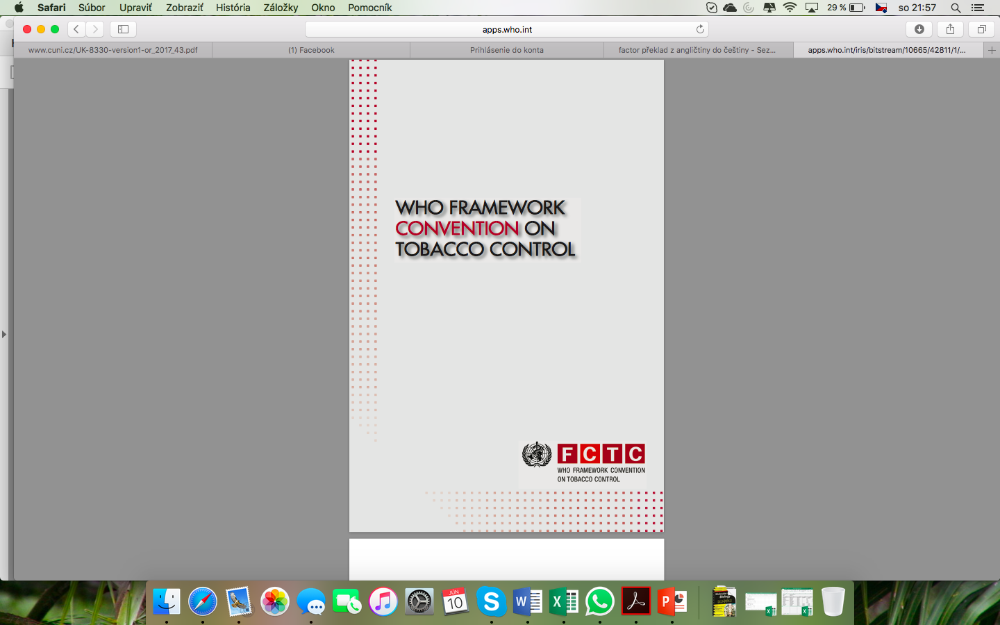 Safari Súbor Upraviť Zobraziť História Záložky Okno Pomocník 29 % so 21:57
apps.who.int
www.cuni.cz/UK-8330-version1-or_2017_43.pdf (1) Facebook Prihlásenie do konta factor překlad z angličtiny do češtiny - Sez... apps.who.int/iris/bitstream/10665/42811/1/...
WHO FRAMEWORK
CONVENTION ON
TOBACCO CONTROL
FCTC
WHO FRAMEWORK CONVENTION
ON TOBACCO CONTROL
JÚN
10
Molecular
Biology